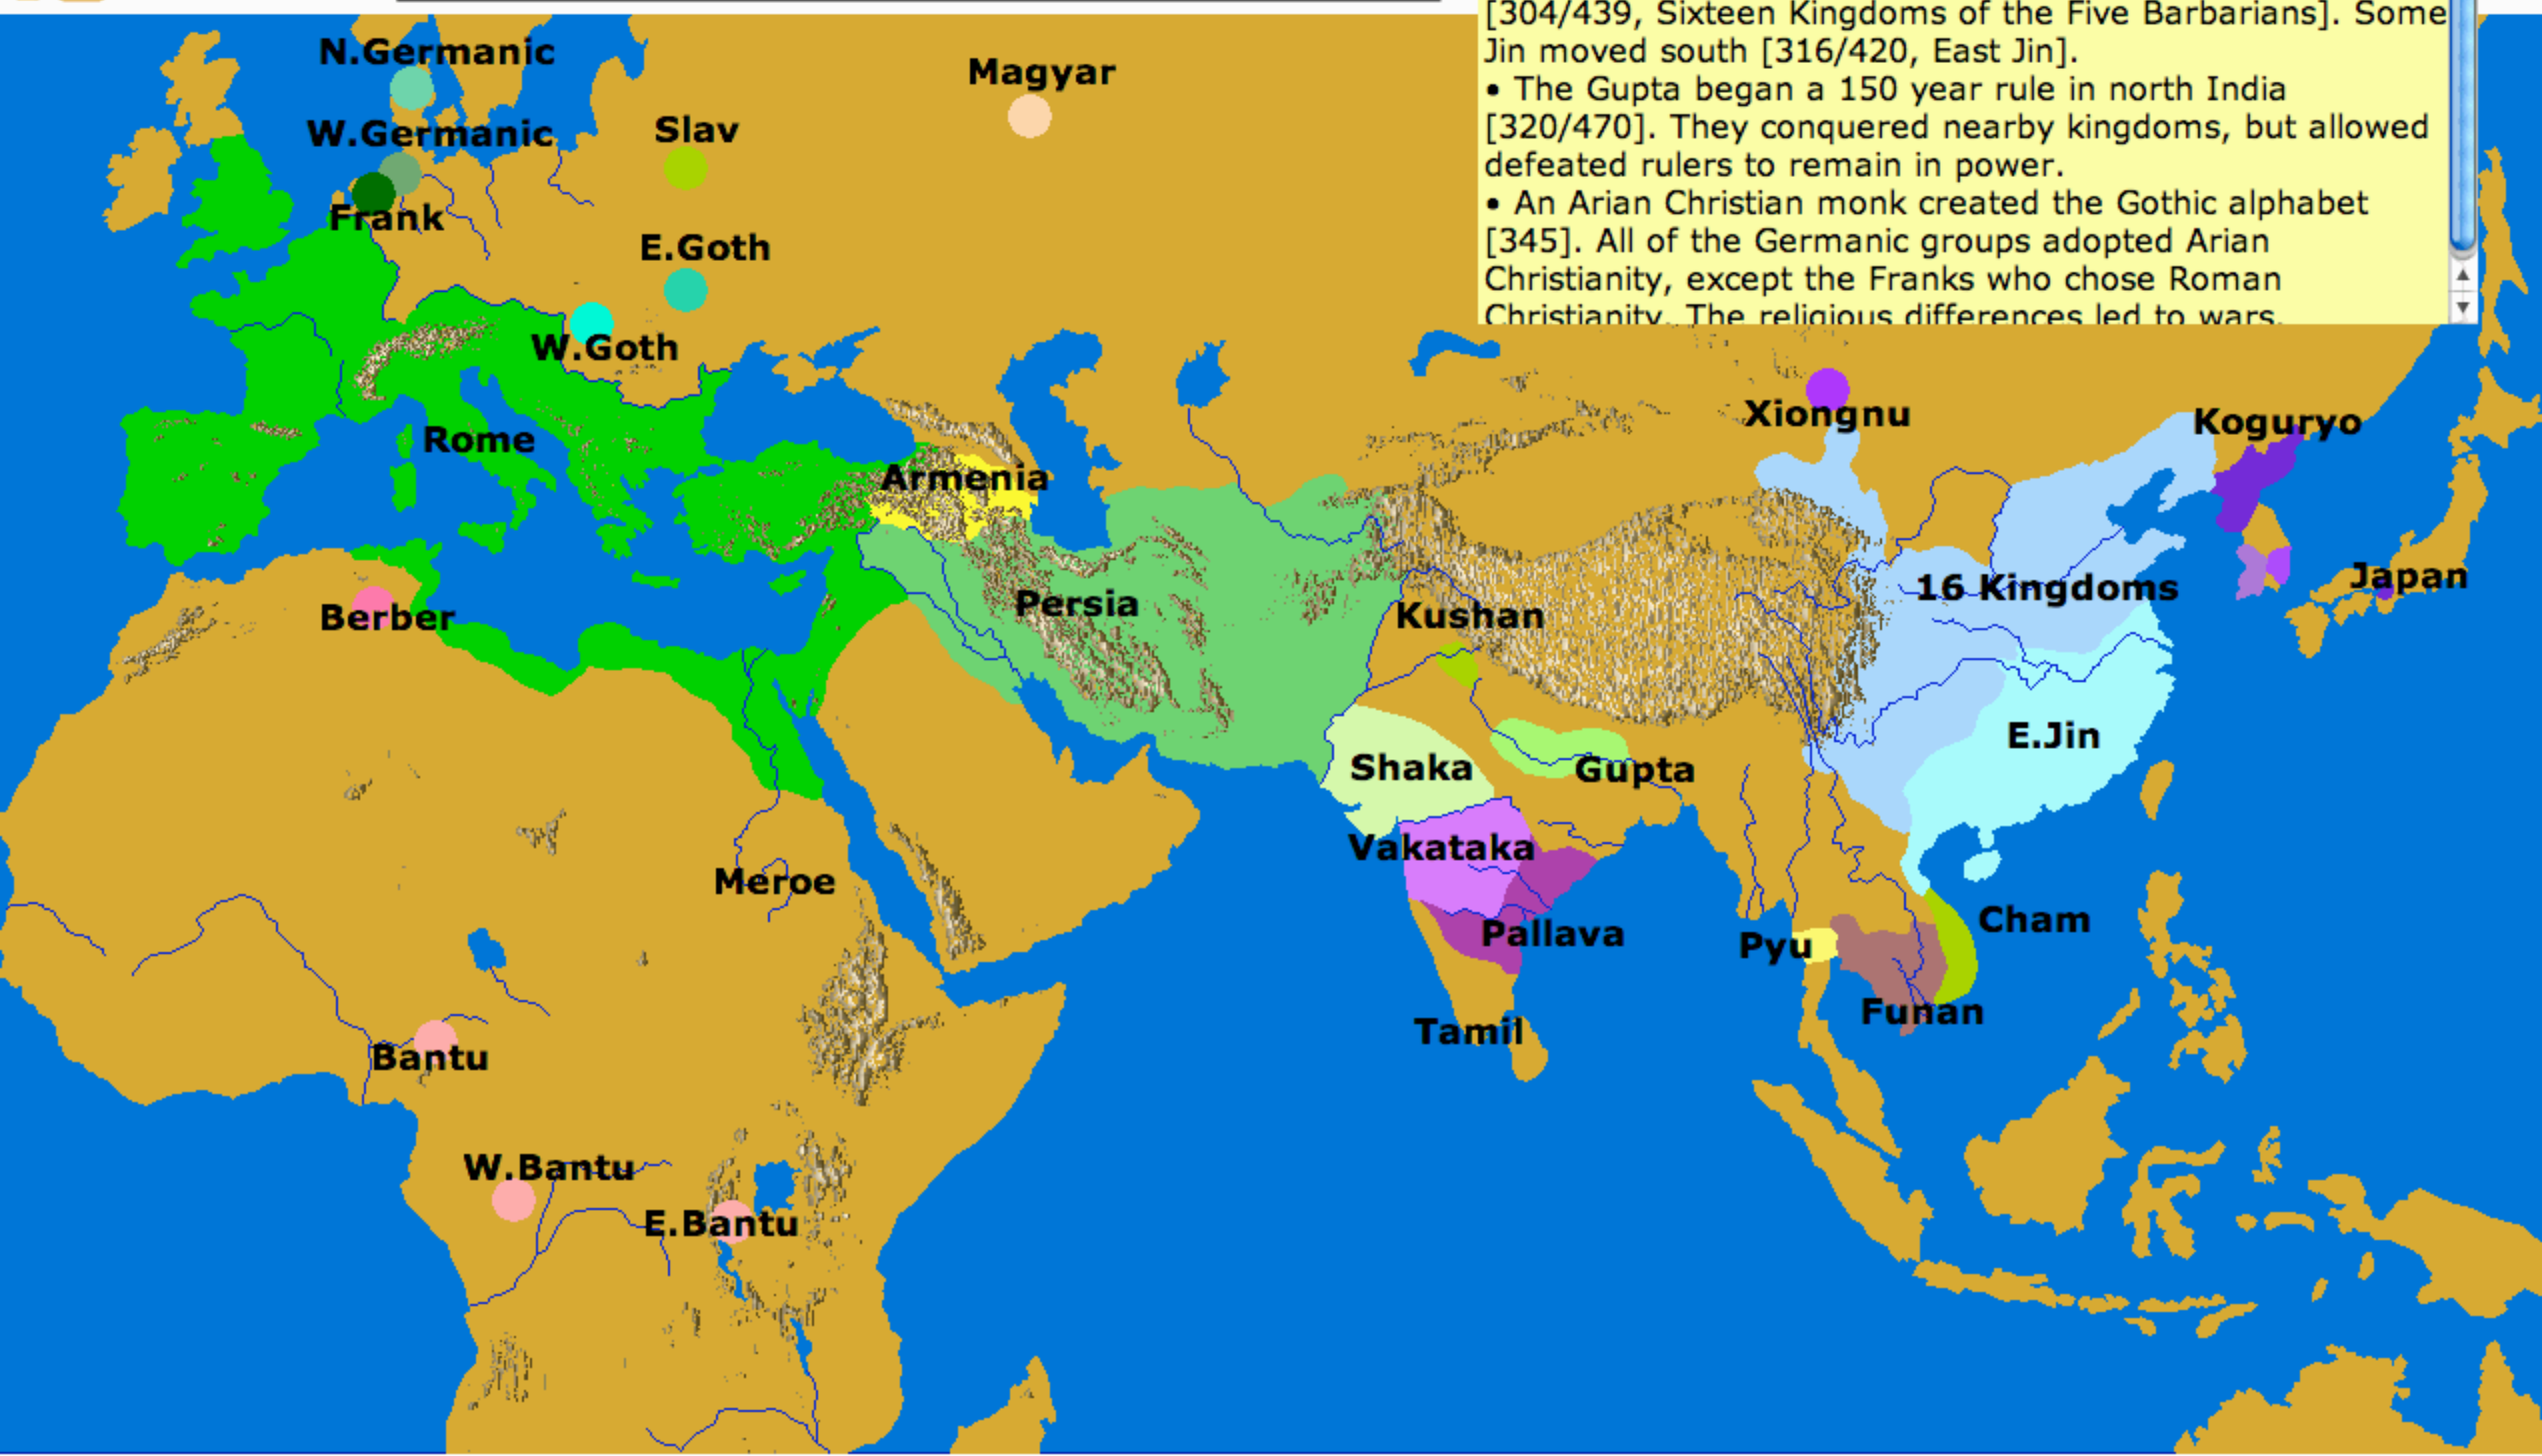 [304/439, Sixteen Kingdoms of the Five Barbarians]. Some
Jin moved south [316/420, East Jin].
• The Gupta began a 150 year rule in north India
[320/470]. They conquered nearby kingdoms, but allowed
defeated rulers to remain in power.
• An Arian Christian monk created the Gothic alphabet
[345]. All of the Germanic groups adopted Arian
Christianity, except the Franks who chose Roman
Christianity. The religious differences led to wars.
N.Germanic
Magyar
W.Germanic
Slav
Frank
E.Goth
W.Goth
Xiongnu
Koguryo
Rome
Armenia
Japan
16 Kingdoms
Persia
Kushan
Berber
E.Jin
Shaka
Gupta
Vakataka
Meroe
Cham
Pallava
Pyu
Funan
Tamil
Bantu
W.Bantu
E.Bantu